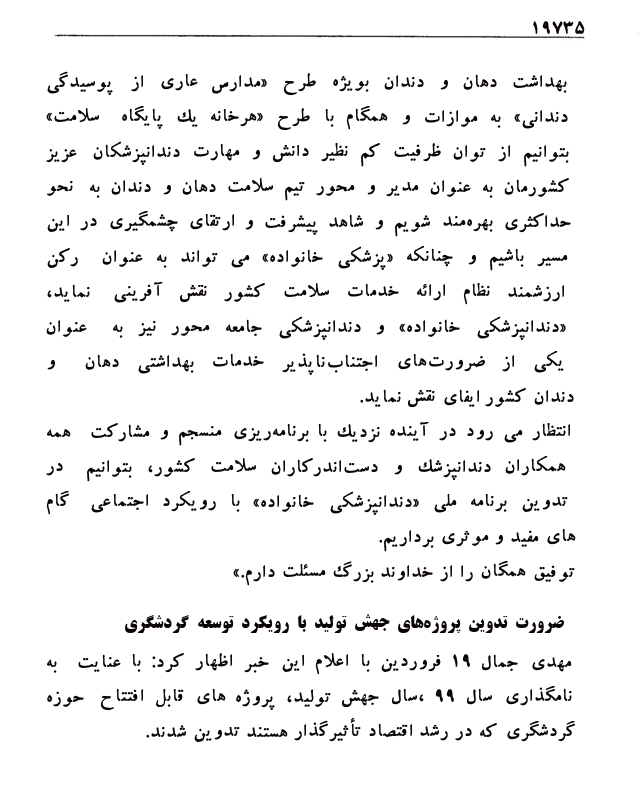 ۱۹۷۳۵
بهداشت دهان و دندان بویژه طرح «مدارس عاری از پوسیدگی
دندانی» به موازات و همگام با طرح «هرخانه یك پایگاه سلامت»
بتوانیم از توان ظرفیت کم نظیر دانش و مهارت دندانپزشکان عزیز
کشورمان به عنوان مدیر و محور تیم سلامت دهان و دندان به نحو
حداکثری بهره‌مند شویم و شاهد پیشرفت و ارتقای چشمگیری در این
مسیر باشیم و چنانکه «پزشکی خانواده» می تواند به عنوان رکن
ارزشمند نظام ارائه خدمات سلامت کشور نقش آفرینی نماید،
«دندانپزشکی خانواده» و دندانپزشکی جامعه محور نیز به عنوان
یکی از ضرورت‌های اجتناب‌ناپذیر خدمات بهداشتی دهان و
دندان کشور ایفای نقش نماید.
انتظار می رود در آینده نزدیك با برنامه‌ریزی منسجم و مشارکت همه
همکاران دندانپزشك و دست‌اندرکاران سلامت کشور، بتوانیم در
تدوین برنامه ملی «دندانپزشکی خانواده» با رویکرد اجتماعی گام
های مفید و موثری برداریم.
توفیق همگان را از خداوند بزرگ مسئلت دارم.»
ضرورت تدوین پروژه‌های جهش تولید با رویکرد توسعه گردشگری
مهدی جمال ۱۹ فروردین با اعلام این خبر اظهار کرد: با عنایت به
نامگذاری سال ۹۹ ،سال جهش تولید، پروژه های قابل افتتاح حوزه
گردشگری که در رشد اقتصاد تأثیرگذار هستند تدوین شدند.